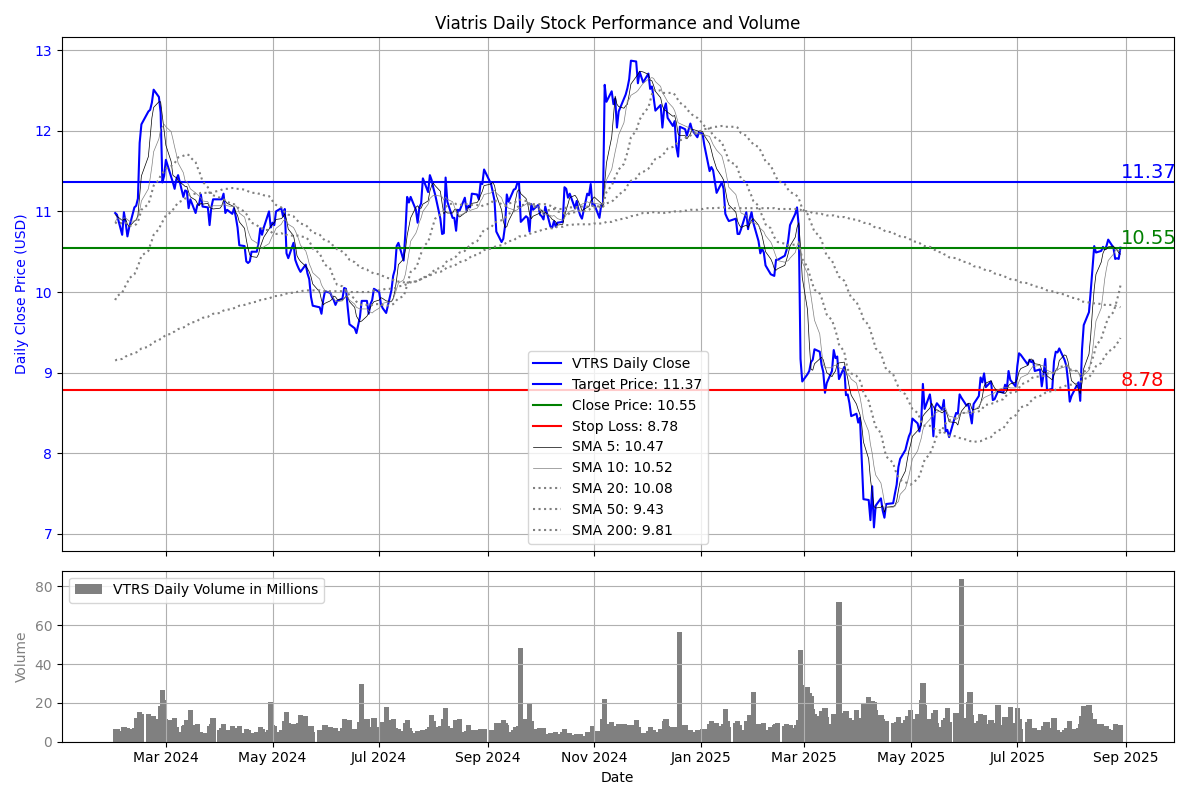 Viatris Daily Stock Performance and Volume
Daily Close Price (USD)
13
12
11
10
9
8
7
11.37
10.55
8.78
VTRS Daily Close
Target Price: 11.37
Close Price: 10.55
Stop Loss: 8.78
SMA 5: 10.47
SMA 10: 10.52
SMA 20: 10.08
SMA 50: 9.43
SMA 200: 9.81
Volume
80
60
40
20
0
VTRS Daily Volume in Millions
Mar 2024 May 2024 Jul 2024 Sep 2024 Nov 2024 Jan 2025 Mar 2025 May 2025 Jul 2025 Sep 2025
Date